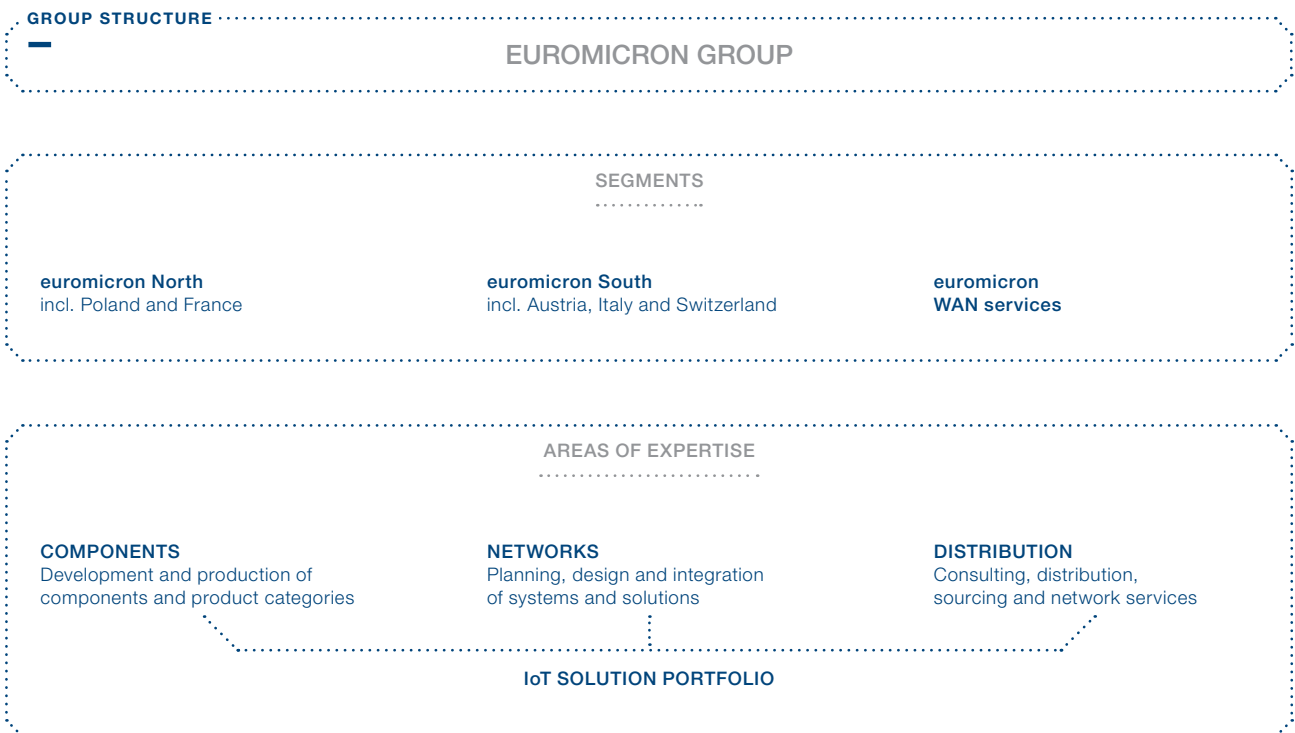 GROUP STRUCTURE
EUROMICRON GROUP
SEGMENTS
euromicron North
incl. Poland and France
euromicron South
incl. Austria, Italy and Switzerland
euromicron
WAN services
AREAS OF EXPERTISE
COMPONENTS
Development and production of
components and product categories
NETWORKS
Planning, design and integration
of systems and solutions
DISTRIBUTION
Consulting, distribution,
sourcing and network services
IoT SOLUTION PORTFOLIO